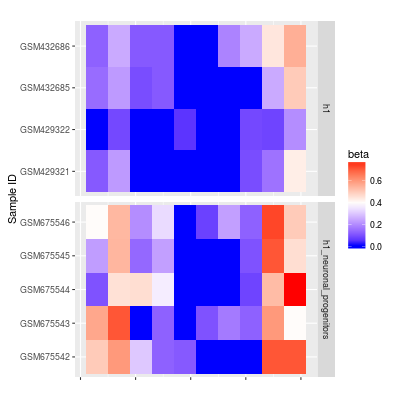 Sample ID
GSM432686
GSM432685
GSM429322
GSM429321
h1
GSM675546
GSM675545
GSM675544
GSM675543
GSM675542
h1_neuronal_progenitors
beta
0.6
0.4
0.2
0.0